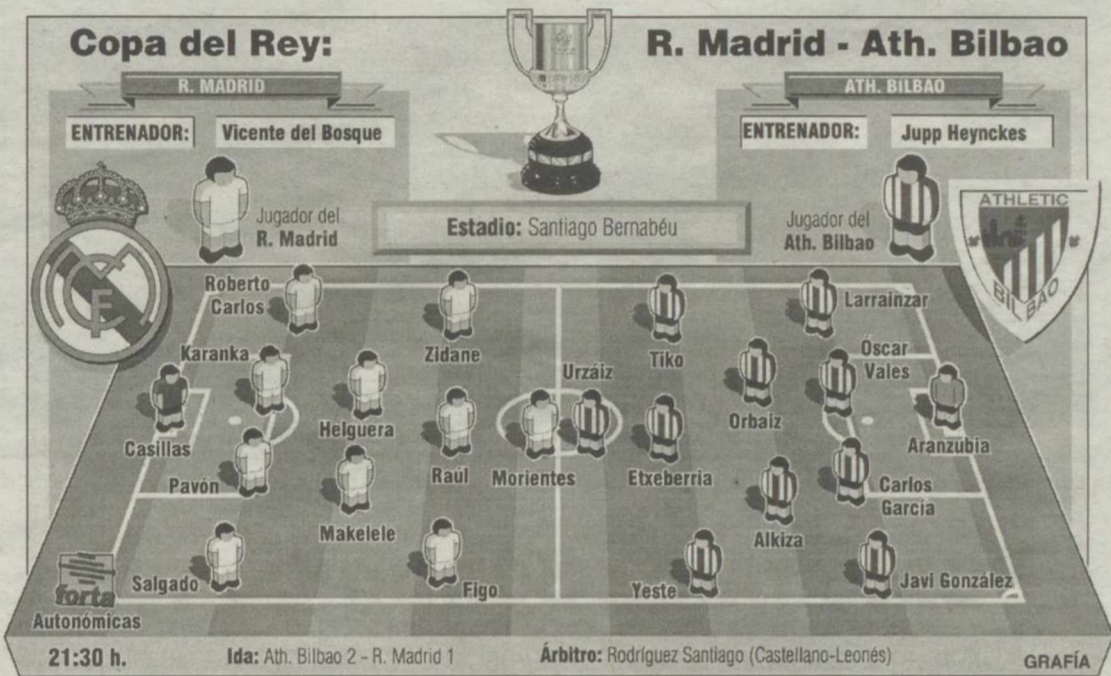 Copa del Rey:
R. Madrid - Ath. Bilbao
R. MADRID
ATH. BILBAO
ENTRENADOR:
Vicente del Bosque
ENTRENADOR:
Jupp Heynckes
Jugador del
R. Madrid
Estadio: Santiago Bernabéu
Jugador del
Ath. Bilbao
ATHLETIC
BILBAO
Roberto
Carlos
Zidane
Tiko
Larrainzar
Karanka
Urzáiz
Óscar
Vales
Casillas
Helguera
Raúl
Morientes
Etxeberria
Orbaiz
Aranzubia
Pavón
Makelele
Alkiza
Carlos
García
Salgado
Figo
Yeste
Javi González
forta
Autonómicas
21:30 h.
Ida: Ath. Bilbao 2 - R. Madrid 1
Árbitro: Rodríguez Santiago (Castellano-Leonés)
GRAFÍA